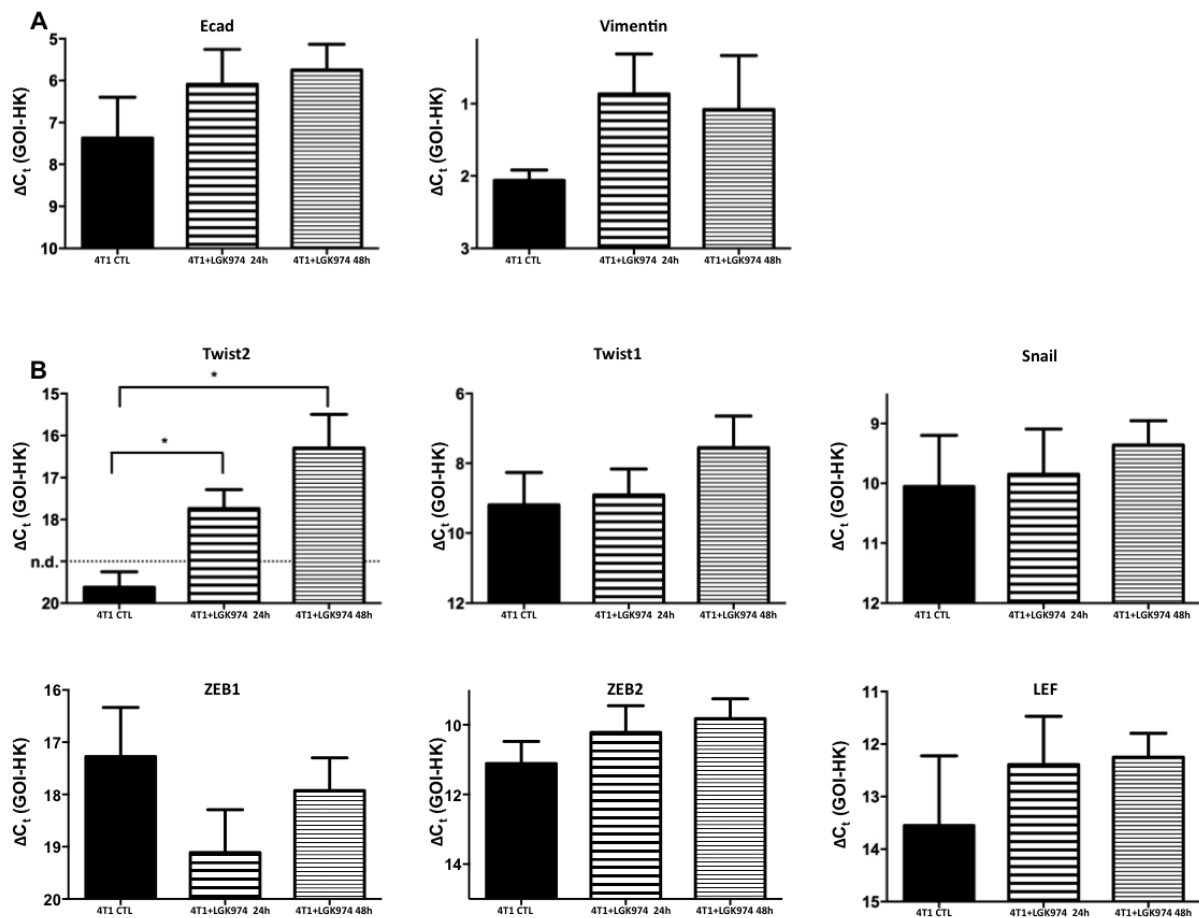 A
Ecad
Vimentin
ΔCt (GOI-HK)
5
6
7
8
9
10
4T1 CTL
4T1+LGK974 24h
4T1+LGK974 48h
ΔCt (GOI-HK)
1
2
3
4T1 CTL
4T1+LGK974 24h
4T1+LGK974 48h
B
Twist2
Twist1
Snail
ΔCt (GOI-HK)
15
16
17
18
n.d.
20
*
*
4T1 CTL
4T1+LGK974 24h
4T1+LGK974 48h
ΔCt (GOI-HK)
6
8
10
12
4T1 CTL
4T1+LGK974 24h
4T1+LGK974 48h
ΔCt (GOI-HK)
9
10
11
12
4T1 CTL
4T1+LGK974 24h
4T1+LGK974 48h
ZEB1
ZEB2
LEF
ΔCt (GOI-HK)
16
17
18
19
20
4T1 CTL
4T1+LGK974 24h
4T1+LGK974 48h
ΔCt (GOI-HK)
10
12
14
4T1 CTL
4T1+LGK974 24h
4T1+LGK974 48h
ΔCt (GOI-HK)
11
12
13
14
15
4T1 CTL
4T1+LGK974 24h
4T1+LGK974 48h